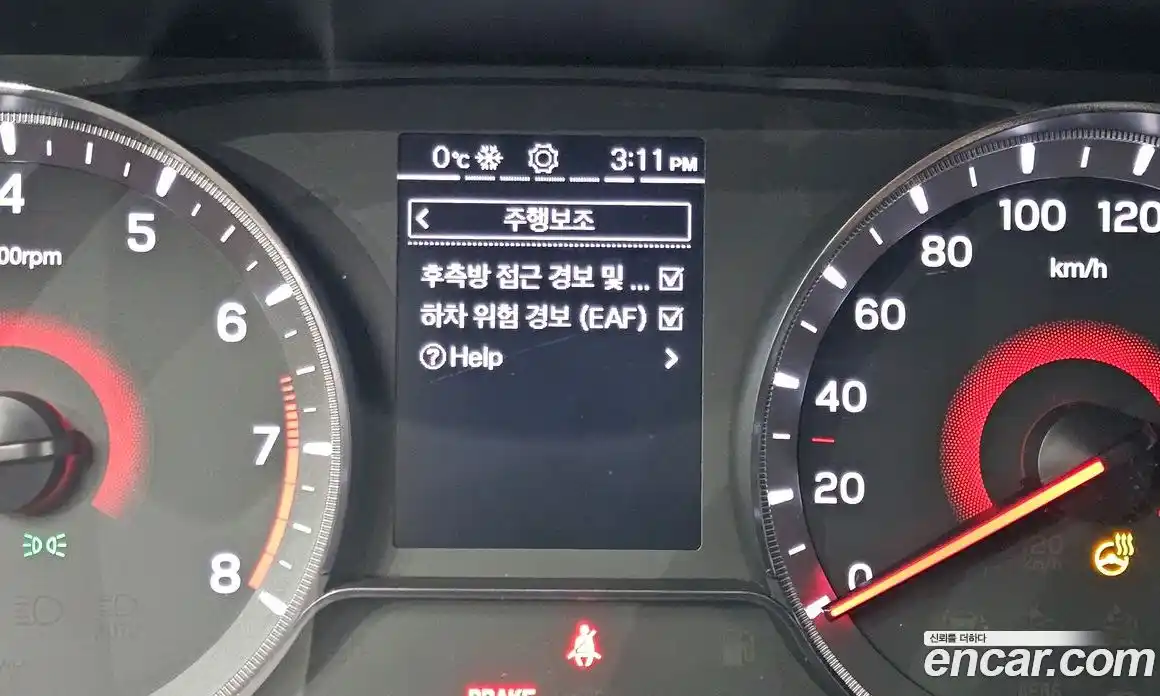 0°C 3:11 PM
< 주행보조
후측방 접근 경보 및 ...
하차 위험 경보 (EAF)
? Help >
4
5
6
7
8
00rpm
0
20
40
60
80
100
120
km/h
BRAKE
신뢰를 더하다
encar.com